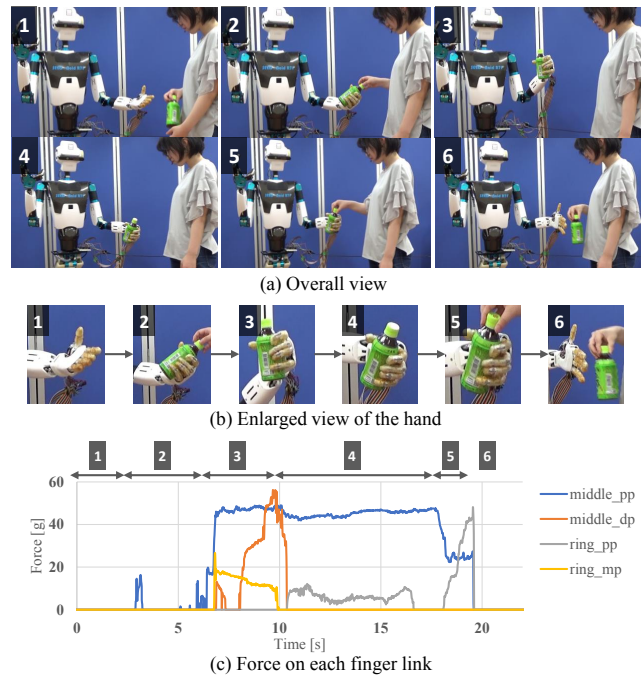 1 2 3
4 5 6
(a) Overall view
1 2 3 4 5 6
(b) Enlarged view of the hand
1 2 3 4 5 6
60
40
20
0
Force [g]
0 5 10 15 20
Time [s]
middle_pp
middle_dp
ring_pp
ring_mp
(c) Force on each finger link